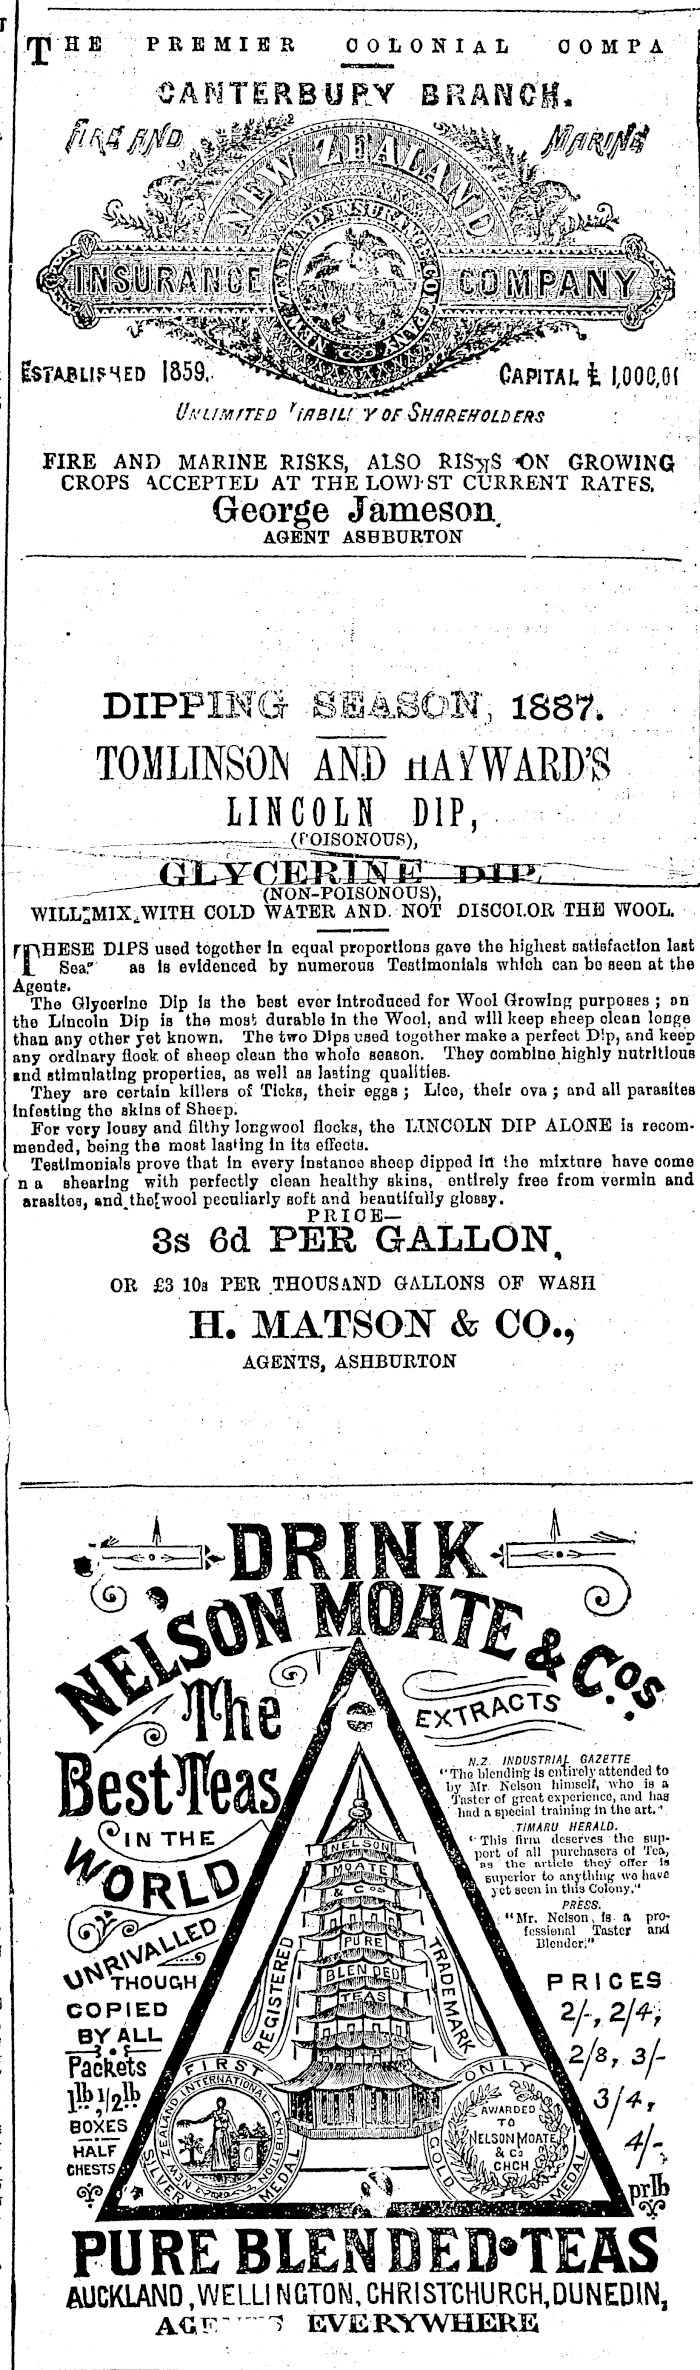 THE PREMIER COLONIAL COMPA
CANTERBURY BRANCH.
FIRE AND MARINE
NEW ZEALAND
INSURANCE COMPANY
NEW ZEALAND INSURANCE COMPANY
ESTABLISHED 1859. CAPITAL £ 1,000,00
UNLIMITED LIABILITY OF SHAREHOLDERS
FIRE AND MARINE RISKS, ALSO RISKS ON GROWING
CROPS ACCEPTED AT THE LOWEST CURRENT RATES.
George Jameson,
AGENT ASHBURTON
DIPPING SEASON, 1887.
TOMLINSON AND HAYWARD'S
LINCOLN DIP,
(POISONOUS),
GLYCERINE DIP,
(NON-POISONOUS),
WILL MIX WITH COLD WATER AND NOT DISCOLOR THE WOOL.
THESE DIPS used together in equal proportions gave the highest satisfaction last
Sea as is evidenced by numerous Testimonials which can be seen at the
Agents.
The Glycerine Dip is the best ever introduced for Wool Growing purposes; an
the Lincoln Dip is the most durable in the Wool, and will keep sheep clean longe
than any other yet known. The two Dips used together make a perfect Dip, and keep
any ordinary flock of sheep clean the whole season. They combine highly nutritious
and stimulating properties, as well as lasting qualities.
They are certain killers of Ticks, their eggs; Lice, their ova; and all parasites
infesting the skins of Sheep.
For very lousy and filthy longwool flocks, the LINCOLN DIP ALONE is recom-
mended, being the most lasting in its effects.
Testimonials prove that in every instance sheep dipped in the mixture have come
n a shearing with perfectly clean healthy skins, entirely free from vermin and
arasites, and the wool peculiarly soft and beautifully glossy.
PRICE—
3s 6d PER GALLON,
OR £3 10s PER THOUSAND GALLONS OF WASH
H. MATSON & CO.,
AGENTS, ASHBURTON
DRINK
NELSON MOATE & Cos.
The
Best Teas
IN THE
WORLD
UNRIVALLED
THOUGH
COPIED
BY ALL
Packets
1lb 1/2lb
BOXES
HALF
CHESTS
EXTRACTS
N.Z. INDUSTRIAL GAZETTE
"The blending is entirely attended to
by Mr. Nelson himself, who is a
Taster of great experience, and has
had a special training in the art."
TIMARU HERALD.
"This firm deserves the sup-
port of all purchasers of Tea,
as the article they offer is
superior to anything we have
yet seen in this Colony."
PRESS.
"Mr. Nelson is a pro-
fessional Taster and
Blender."
PRICES
2/-, 2/4,
2/8, 3/-
3/4,
4/-
pr lb
NELSON
MOATE
& Cos
PURE
BLENDED
TEAS
REGISTERED TRADE MARK
FIRST SILVER MEDAL
NEW ZEALAND INTERNATIONAL EXHIBITION
ONLY GOLD MEDAL
AWARDED
TO
NELSON MOATE
& Co
CHCH
PURE BLENDED TEAS
AUCKLAND, WELLINGTON, CHRISTCHURCH, DUNEDIN,
EVERYWHERE